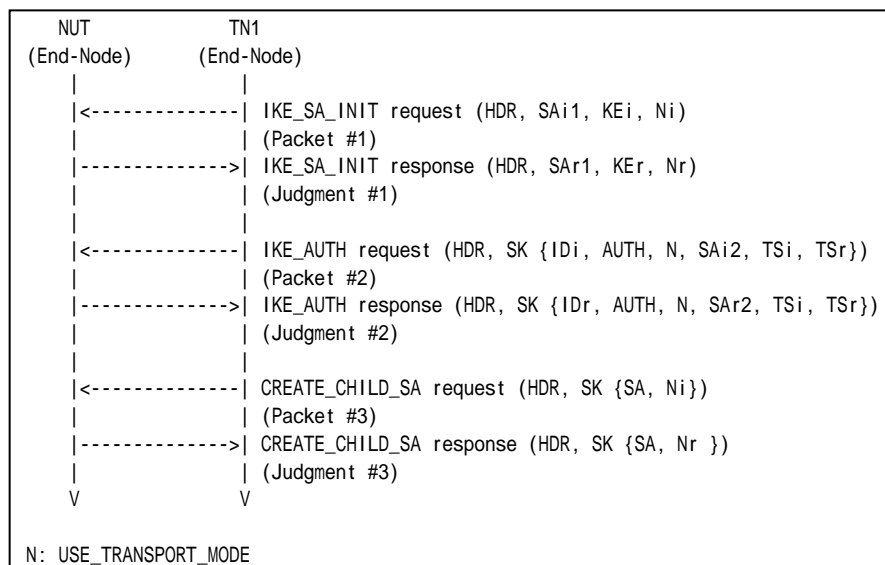 NUT TN1
(End-Node) (End-Node)
| |
|<--------------| IKE_SA_INIT request (HDR, SAi1, KEi, Ni)
| | (Packet #1)
|-------------->| IKE_SA_INIT response (HDR, SAr1, KEr, Nr)
| | (Judgment #1)
| |
|<--------------| IKE_AUTH request (HDR, SK {IDi, AUTH, N, SAi2, TSi, TSr})
| | (Packet #2)
|-------------->| IKE_AUTH response (HDR, SK {IDr, AUTH, N, SAr2, TSi, TSr})
| | (Judgment #2)
| |
|<--------------| CREATE_CHILD_SA request (HDR, SK {SA, Ni})
| | (Packet #3)
|-------------->| CREATE_CHILD_SA response (HDR, SK {SA, Nr })
| | (Judgment #3)
V V
N: USE_TRANSPORT_MODE